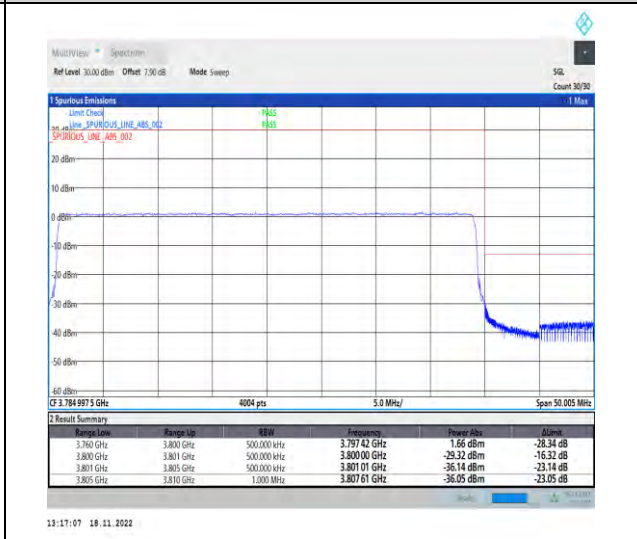 MultiView Spectrum
Ref Level 30.00 dBm Offset 7.90 dB Mode Sweep SGL
Count 30/30
1 Spurious Emissions 1 Max
Limit Check PASS
Line _SPURIOUS_LINE_ABS_002 PASS
_SPURIOUS_LINE_ABS_002
20 dBm
10 dBm
0 dBm
-10 dBm
-20 dBm
-30 dBm
-40 dBm
-50 dBm
-60 dBm
CF 3.784 997 5 GHz 4004 pts 5.0 MHz/ Span 50.005 MHz
2 Result Summary
Range Low Range Up RBW Frequency Power Abs ΔLimit
3.760 GHz 3.800 GHz 500.000 kHz 3.797 42 GHz 1.66 dBm -28.34 dB
3.800 GHz 3.801 GHz 500.000 kHz 3.800 00 GHz -29.32 dBm -16.32 dB
3.801 GHz 3.805 GHz 500.000 kHz 3.801 01 GHz -36.14 dBm -23.14 dB
3.805 GHz 3.810 GHz 1.000 MHz 3.807 61 GHz -36.05 dBm -23.05 dB
13:17:07 18.11.2022